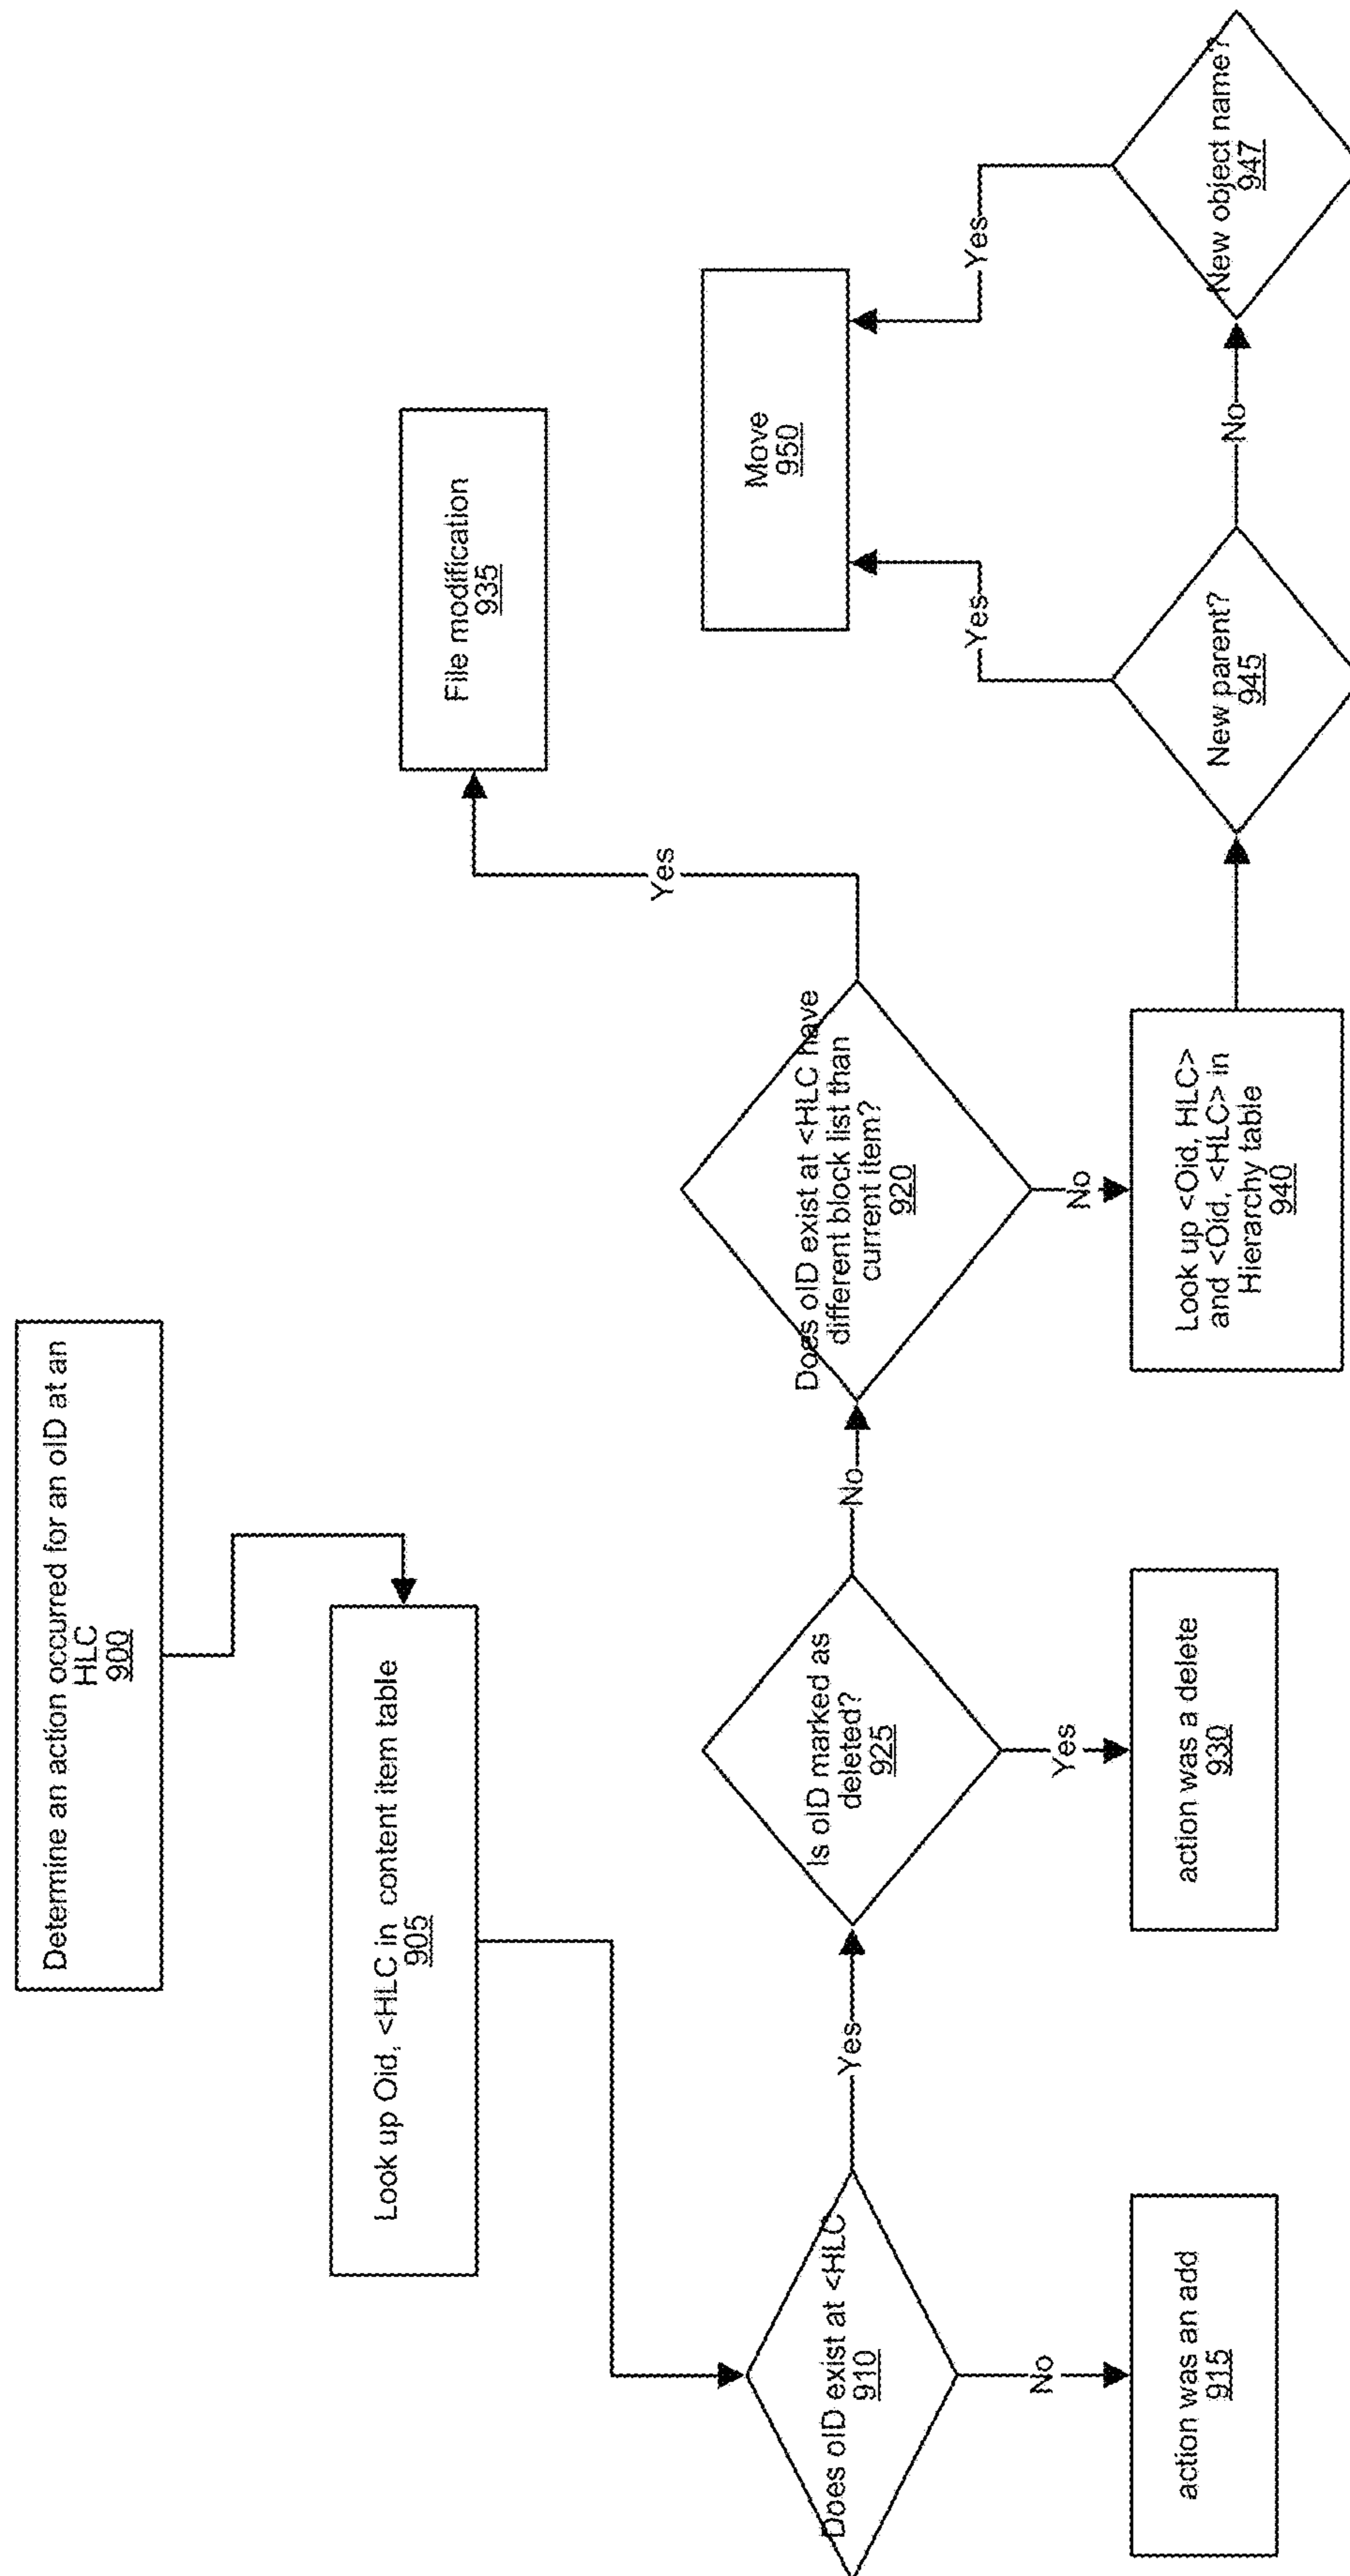 Determine an action occurred for an oID at an
HLC
900
Look up Oid, <HLC in content item table
905
Does oID exist at <HLC
910
No
action was an add
915
Yes
Is oID marked as
deleted?
925
Yes
action was a delete
930
No
Does oID exist at <HLC have
different block list than
current item?
920
Yes
File modification
935
No
Look up <Oid, HLC>
and <Oid, <HLC> in
Hierarchy table
940
New parent?
945
Yes
Move
950
No
New object name?
947
Yes